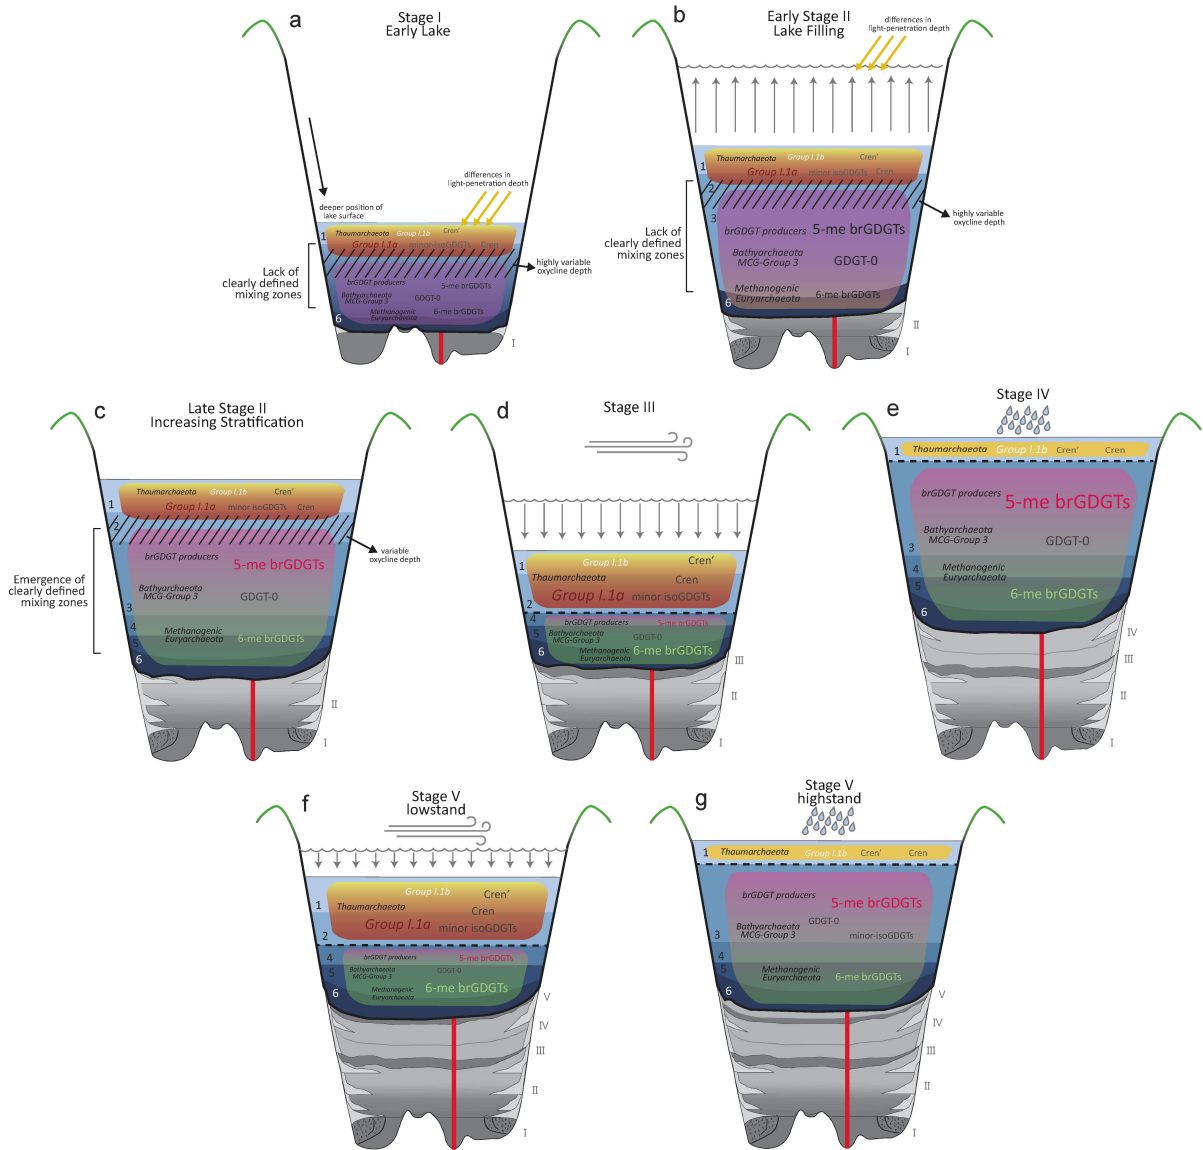 a
Stage I
Early Lake
differences in
light-penetration depth
deeper position of
lake surface
1
Thaumarchaeota
Group I.1b
Cren'
Group I.1a
minor-isoGDGTs
Cren
Lack of
clearly defined
mixing zones
highly variable
oxycline depth
brGDGT producers
5-me brGDGTs
Bathyarchaeota
MCG-Group 3
GDGT-0
Methanogenic
Euryarchaeota
6-me brGDGTs
6
I
b
Early Stage II
Lake Filling
differences in
light-penetration depth
1
Thaumarchaeota
Group I.1b
Cren'
Group I.1a
minor isoGDGTs
Cren
2
3
highly variable
oxycline depth
Lack of
clearly defined
mixing zones
brGDGT producers
5-me brGDGTs
Bathyarchaeota
MCG-Group 3
GDGT-0
Methanogenic
Euryarchaeota
6-me brGDGTs
6
II
I
c
Late Stage II
Increasing Stratification
1
Thaumarchaeota
Group I.1b
Cren'
Group I.1a
minor isoGDGTs
Cren
2
variable
oxycline depth
brGDGT producers
5-me brGDGTs
Emergence of
clearly defined
mixing zones
Bathyarchaeota
MCG-Group 3
GDGT-0
3
4
Methanogenic
Euryarchaeota
6-me brGDGTs
5
6
II
I
d
Stage III
1
Group I.1b
Cren'
Thaumarchaeota
Cren
Group I.1a
minor isoGDGTs
2
4
brGDGT producers
5-me brGDGTs
5
Bathyarchaeota
MCG-Group 3
GDGT-0
Methanogenic
Euryarchaeota
6-me brGDGTs
6
III
II
I
e
Stage IV
1
Thaumarchaeota
Group I.1b
Cren'
Cren
brGDGT producers
5-me brGDGTs
Bathyarchaeota
MCG-Group 3
GDGT-0
3
4
Methanogenic
Euryarchaeota
5
6-me brGDGTs
6
IV
III
II
I
f
Stage V
lowstand
Group I.1b
Cren'
1
Thaumarchaeota
Cren
Group I.1a
minor isoGDGTs
2
4
brGDGT producers
5-me brGDGTs
5
Bathyarchaeota
MCG-Group 3
GDGT-0
6
Methanogenic
Euryarchaeota
6-me brGDGTs
V
IV
III
II
I
g
Stage V
highstand
1
Thaumarchaeota
Group I.1b
Cren'
Cren
brGDGT producers
5-me brGDGTs
GDGT-0
Bathyarchaeota
MCG-Group 3
minor-isoGDGTs
3
4
5
Methanogenic
Euryarchaeota
6-me brGDGTs
6
V
IV
III
II
I